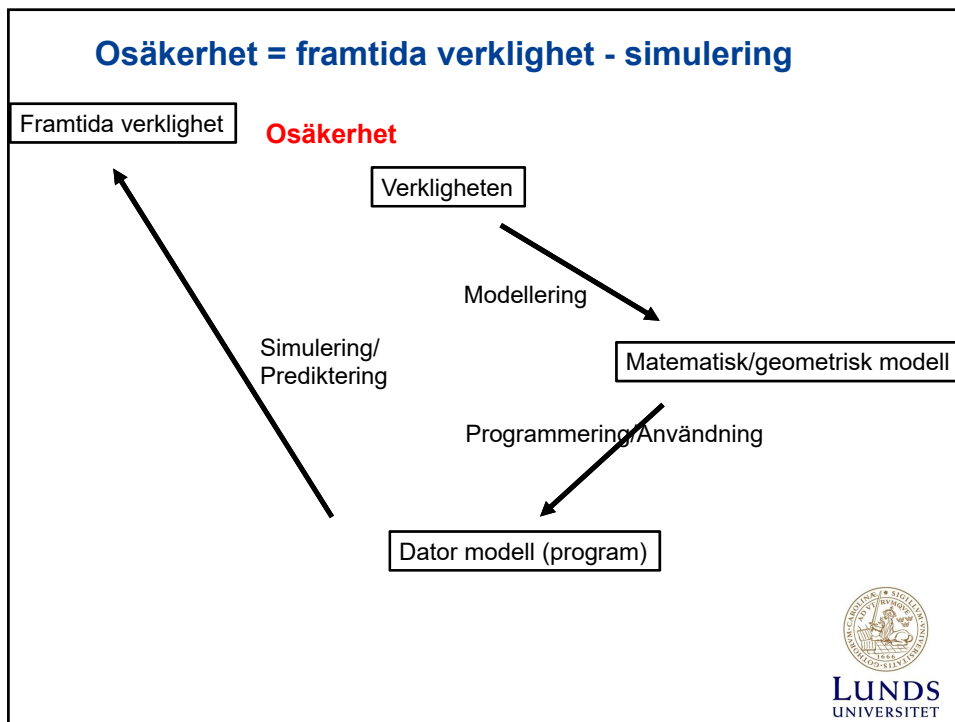 Osäkerhet = framtida verklighet - simulering
Framtida verklighet
Osäkerhet
Verkligheten
Modellering
Simulering/
Prediktering
Matematisk/geometrisk modell
Programmering/Användning
Dator modell (program)
LUNDS
UNIVERSITET